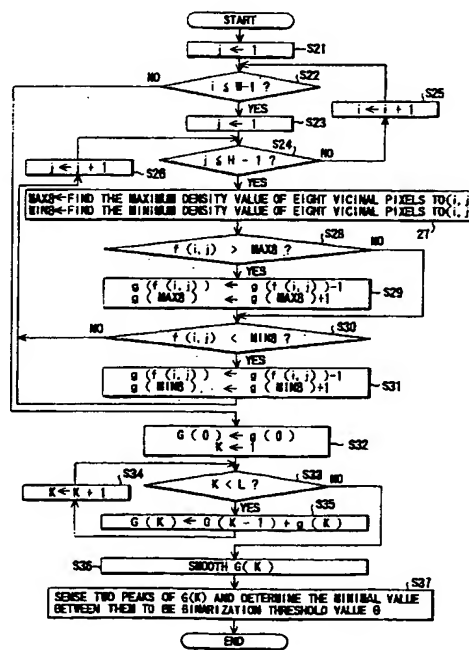 START
j ← 1
S21
i ≤ W-1 ?
S22
NO
YES
i ← i + 1
S25
j ← 1
S23
j ≤ H - 1 ?
S24
NO
j ← j + 1
S26
YES
MAX8←FIND THE MAXIMUM DENSITY VALUE OF EIGHT VICINAL PIXELS TO(i, j
MIN8←FIND THE MINIMUM DENSITY VALUE OF EIGHT VICINAL PIXELS TO(i, j
27
f (i, j) > MAX8 ?
S28
NO
YES
g (f (i, j)) ← g (f (i, j))-1
g ( MAX8 ) ← g ( MAX8 )+1
S29
NO
f (i, j) < MIN8 ?
S30
YES
g (f (i, j)) ← g (f (i, j))-1
g ( MIN8 ) ← g ( MIN8 )+1
S31
G ( 0 ) ← g ( 0 )
K ← 1
S32
S34
K←K + 1
K < L ?
S33
NO
YES
S35
G ( K ) ← G ( K - 1 ) + g ( K )
S36
SMOOTH G( K )
S37
SENSE TWO PEAKS OF G(K) AND DETERMINE THE MINIMAL VALUE
BETWEEN THEM TO BE BINARIZATION THRESHOLD VALUE θ
END